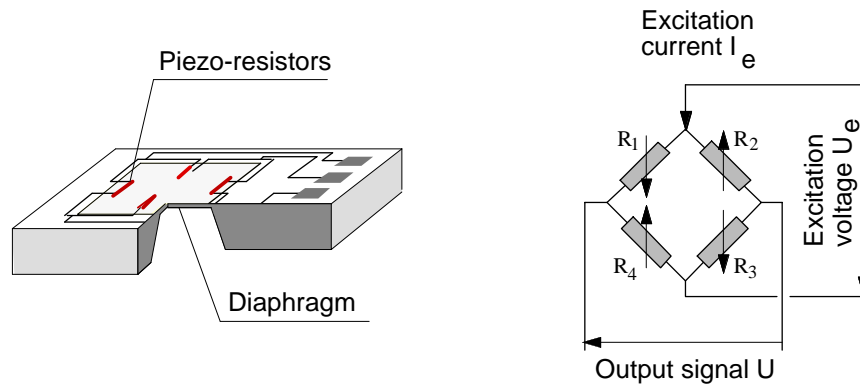 Piezo-resistors
Diaphragm
Excitation
current I e
R1
R2
Excitation
voltage U e
R4
R3
Output signal U